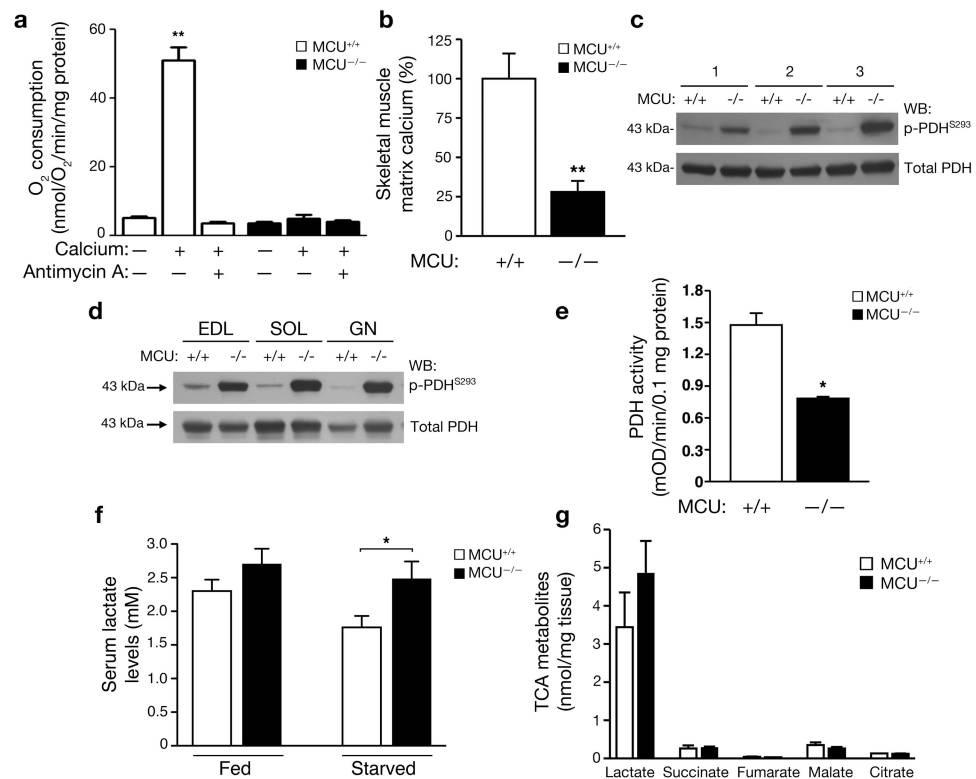 a
O2 consumption
(nmol/O2/min/mg protein)
60
40
20
0
**
MCU+/+
MCU−/−
Calcium: — + + — + +
Antimycin A: — — + — — +
b
Skeletal muscle
matrix calcium (%)
125
100
75
50
25
0
**
MCU+/+
MCU−/−
MCU: +/+ —/—
c
1 2 3
MCU: +/+ -/- +/+ -/- +/+ -/-
WB:
43 kDa- p-PDHS293
43 kDa- Total PDH
d
EDL SOL GN
MCU: +/+ -/- +/+ -/- +/+ -/-
WB:
43 kDa p-PDHS293
43 kDa Total PDH
e
PDH activity
(mOD/min/0.1 mg protein)
1.8
1.5
1.2
0.9
0.6
0.3
0
*
MCU+/+
MCU−/−
MCU: +/+ —/—
f
Serum lactate
levels (mM)
3.0
2.5
2.0
1.5
1.0
0.5
0
*
MCU+/+
MCU−/−
Fed Starved
g
TCA metabolites
(nmol/mg tissue)
6
5
4
3
2
1
0
MCU+/+
MCU−/−
Lactate Succinate Fumarate Malate Citrate